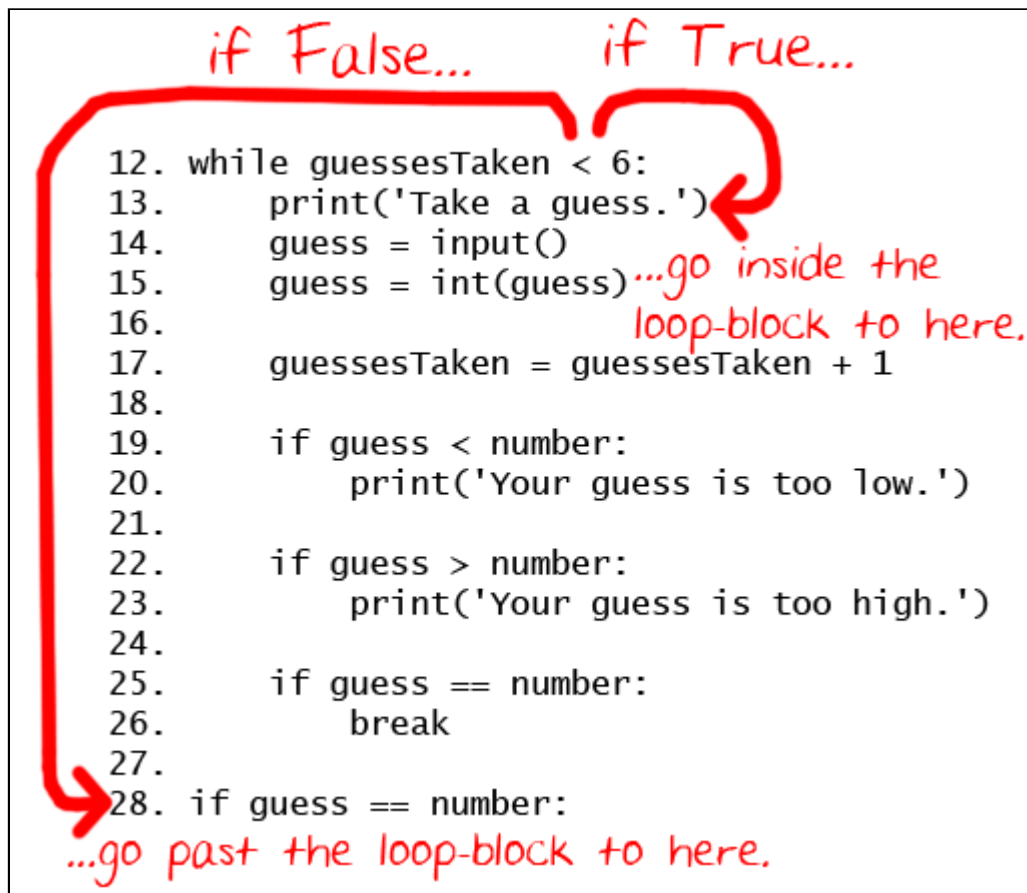 if False... if True...
12. while guessesTaken < 6:
13.     print('Take a guess.')
14.     guess = input()
15.     guess = int(guess)
...go inside the
loop-block to here.
16.
17.     guessesTaken = guessesTaken + 1
18.
19.     if guess < number:
20.         print('Your guess is too low.')
21.
22.     if guess > number:
23.         print('Your guess is too high.')
24.
25.     if guess == number:
26.         break
27.
28. if guess == number:
...go past the loop-block to here.